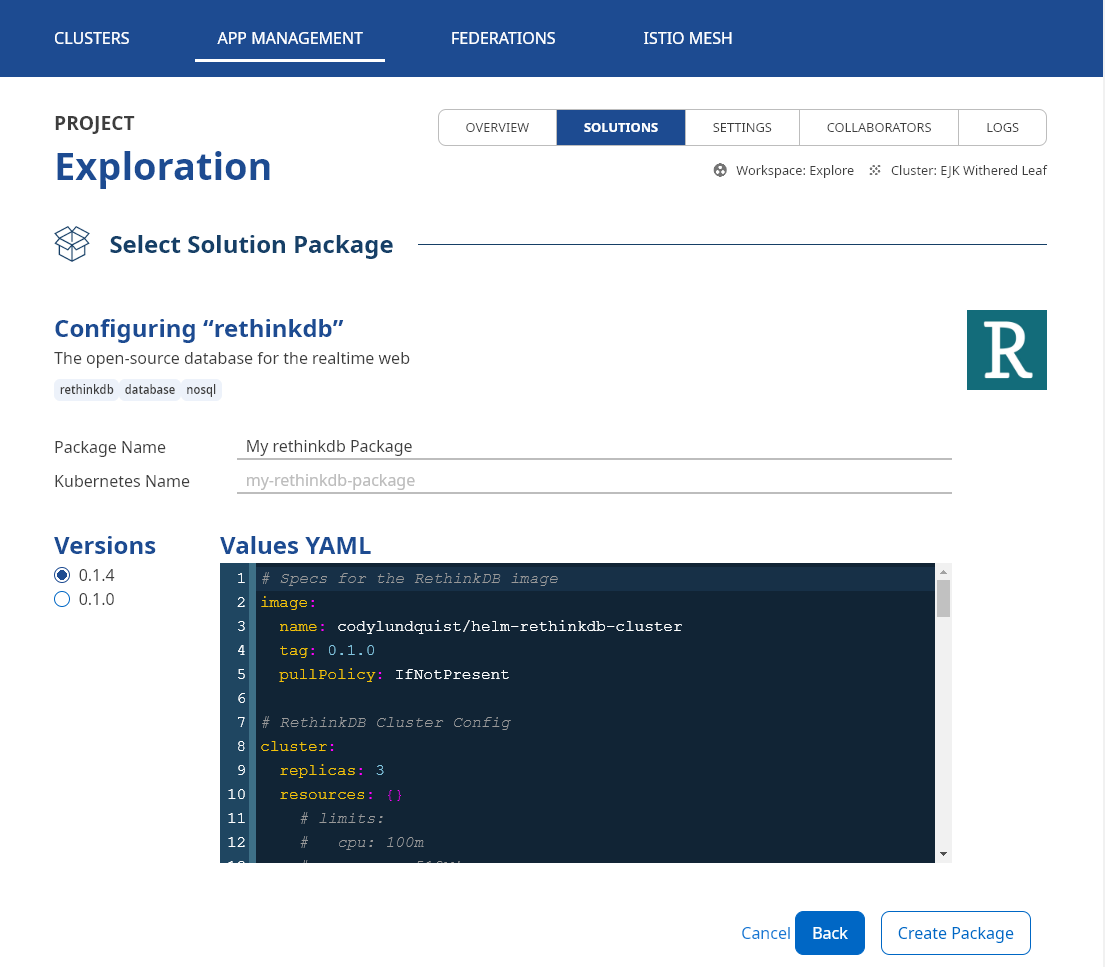 CLUSTERS APP MANAGEMENT FEDERATIONS ISTIO MESH
PROJECT
Exploration
OVERVIEW SOLUTIONS SETTINGS COLLABORATORS LOGS
Workspace: Explore Cluster: EJK Withered Leaf
Select Solution Package
Configuring “rethinkdb”
The open-source database for the realtime web
rethinkdb database nosql
R
Package Name My rethinkdb Package
Kubernetes Name my-rethinkdb-package
Versions
0.1.4
0.1.0
Values YAML
1 # Specs for the RethinkDB image
2 image:
3 name: codylundquist/helm-rethinkdb-cluster
4 tag: 0.1.0
5 pullPolicy: IfNotPresent
6
7 # RethinkDB Cluster Config
8 cluster:
9 replicas: 3
10 resources: {}
11 # limits:
12 #   cpu: 100m
Cancel Back Create Package